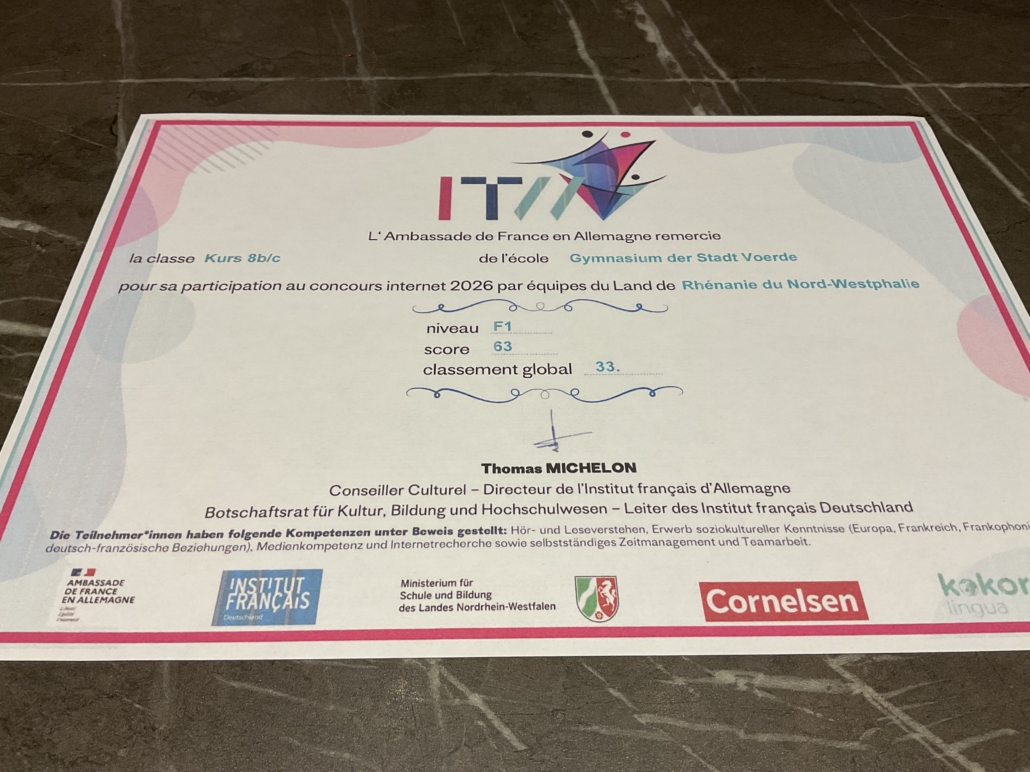 ITII
L' Ambassade de France en Allemagne remercie
la classe Kurs 8b/c de l'école Gymnasium der Stadt Voerde
pour sa participation au concours internet 2026 par équipes du Land de Rhénanie du Nord-Westphalie
niveau F1
score 63
classement global 33.
Thomas MICHELON
Conseiller Culturel – Directeur de l'Institut français d'Allemagne
Botschaftsrat für Kultur, Bildung und Hochschulwesen – Leiter des Institut français Deutschland
Die Teilnehmer*innen haben folgende Kompetenzen unter Beweis gestellt: Hör- und Leseverstehen, Erwerb soziokultureller Kenntnisse (Europa, Frankreich, Frankophoni
deutsch-französische Beziehungen), Medienkompetenz und Internetrecherche sowie selbstständiges Zeitmanagement und Teamarbeit.
AMBASSADE
DE FRANCE
EN ALLEMAGNE
Liberté
Égalité
Fraternité
INSTITUT
FRANÇAIS
Deutschland
Ministerium für
Schule und Bildung
des Landes Nordrhein-Westfalen
Cornelsen
kokor
lingua